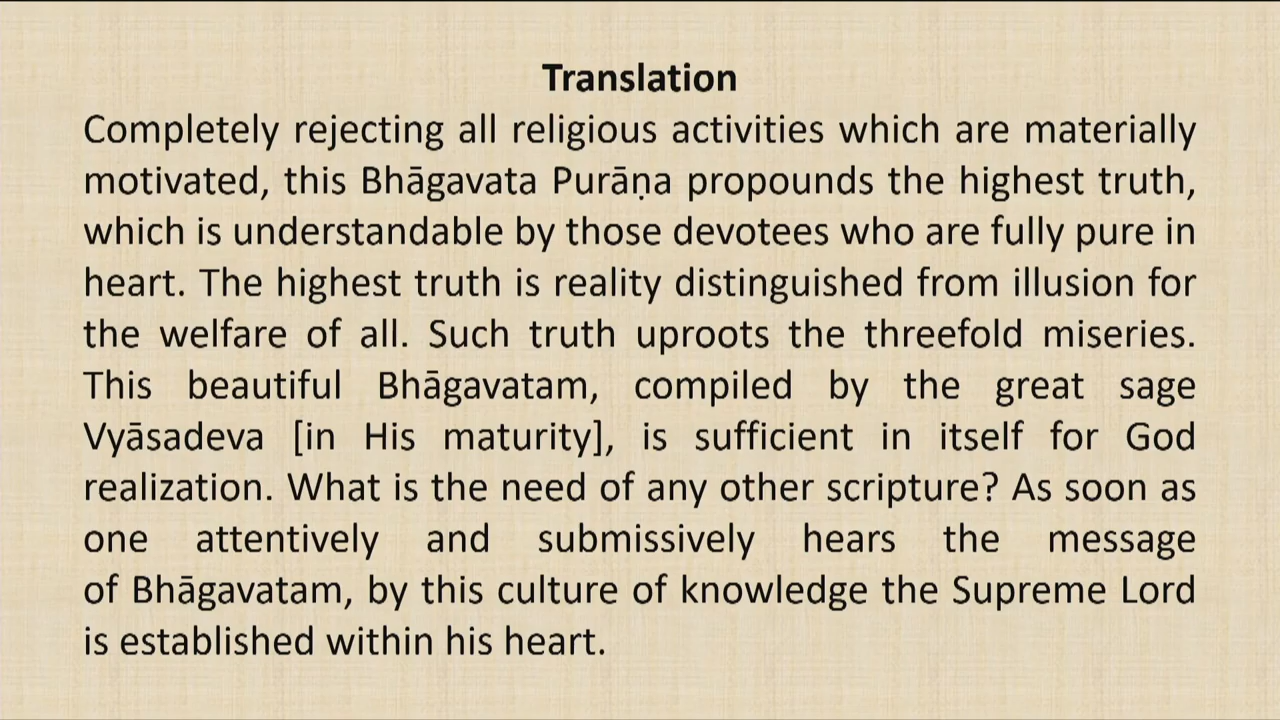 Translation
Completely rejecting all religious activities which are materially
motivated, this Bhāgavata Purāṇa propounds the highest truth,
which is understandable by those devotees who are fully pure in
heart. The highest truth is reality distinguished from illusion for
the welfare of all. Such truth uproots the threefold miseries.
This beautiful Bhāgavatam, compiled by the great sage
Vyāsadeva [in His maturity], is sufficient in itself for God
realization. What is the need of any other scripture? As soon as
one attentively and submissively hears the message
of Bhāgavatam, by this culture of knowledge the Supreme Lord
is established within his heart.